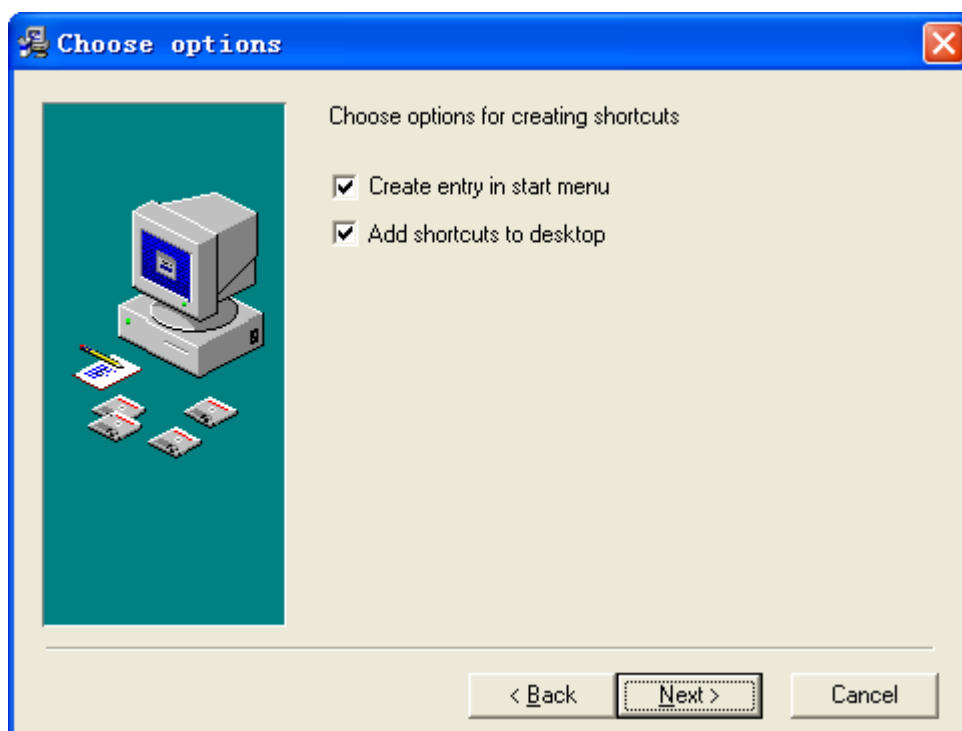 Choose options
Choose options for creating shortcuts
Create entry in start menu
Add shortcuts to desktop
< Back
Next >
Cancel